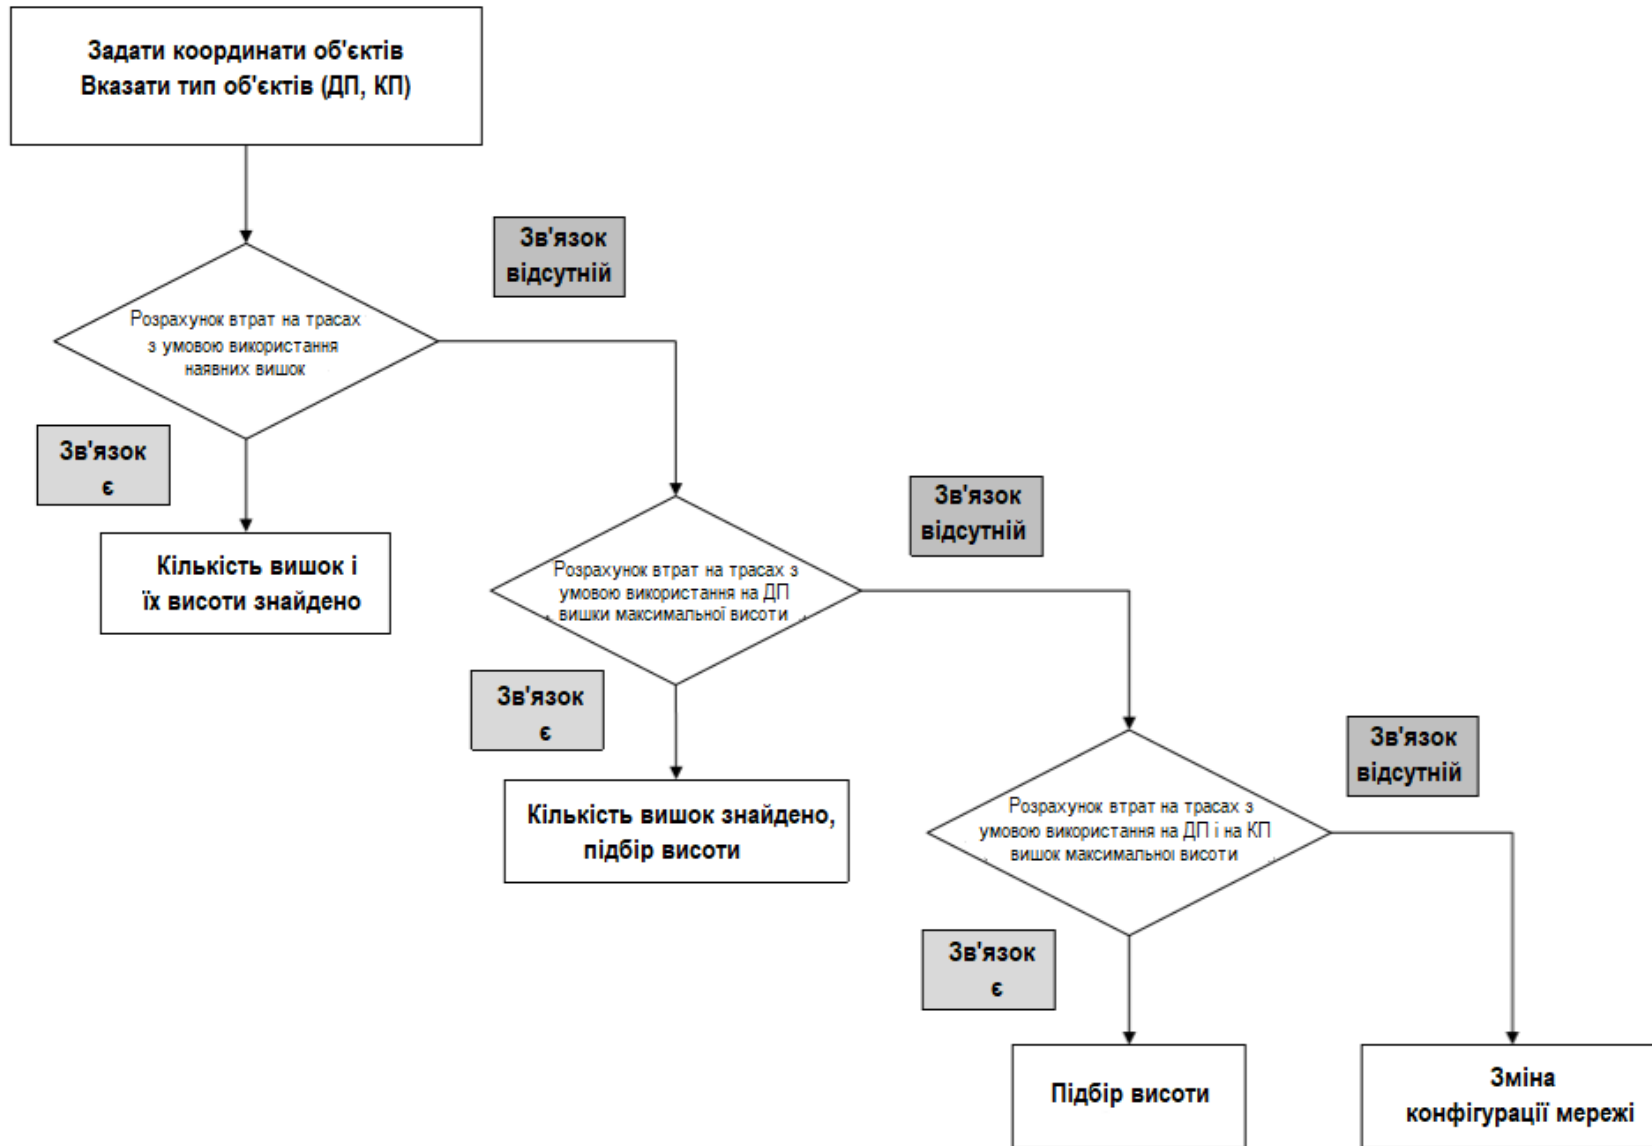 Задати координати об'єктів
Вказати тип об'єктів (ДП, КП)
Зв'язок
відсутній
Розрахунок втрат на трасах
з умовою використання
наявних вишок
Зв'язок
є
Кількість вишок і
їх висоти знайдено
Зв'язок
відсутній
Розрахунок втрат на трасах з
умовою використання на ДП
вишки максимальної висоти
Зв'язок
є
Кількість вишок знайдено,
підбір висоти
Зв'язок
відсутній
Розрахунок втрат на трасах з
умовою використання на ДП і на КП
вишок максимальної висоти
Зв'язок
є
Підбір висоти
Зміна
конфігурації мережі